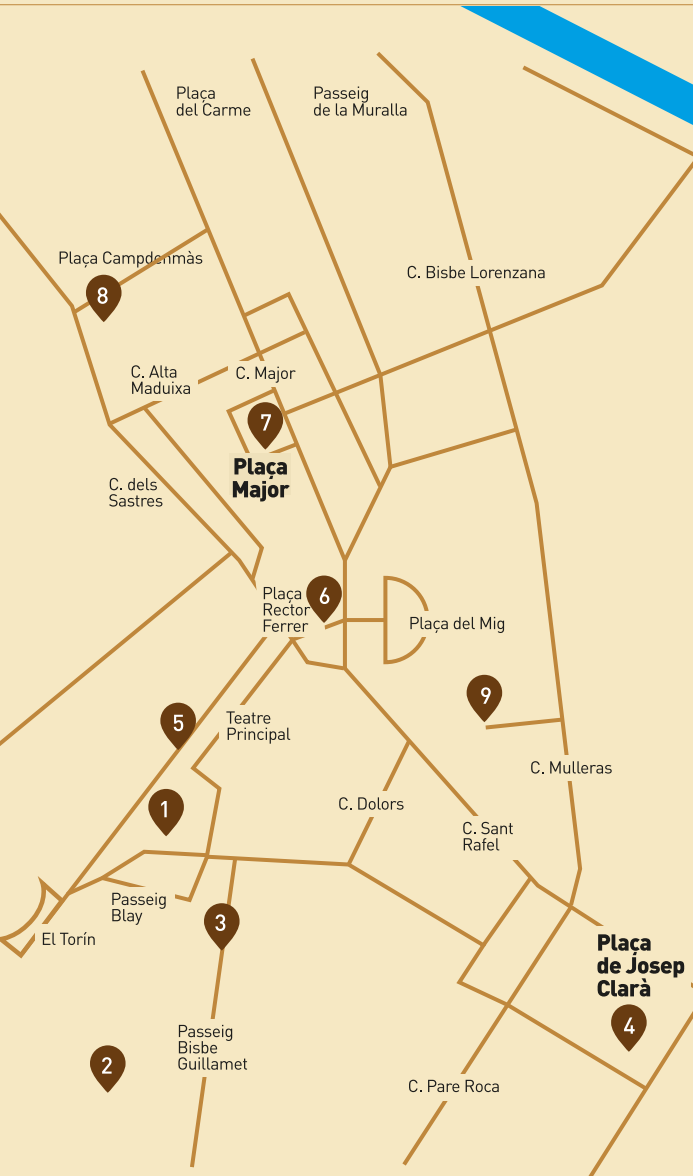 Plaça
del Carme
Passeig
de la Muralla
Plaça Campdenmàs
8
C. Bisbe Lorenzana
C. Alta
Maduixa
C. Major
7
Plaça
Major
C. dels
Sastres
Plaça
Rector
Ferrer
6
Plaça del Mig
9
5
Teatre
Principal
C. Mulleras
1
C. Dolors
C. Sant
Rafel
Passeig
Blay
3
El Torín
Plaça
de Josep
Clarà
4
Passeig
Bisbe
Guillamet
2
C. Pare Roca